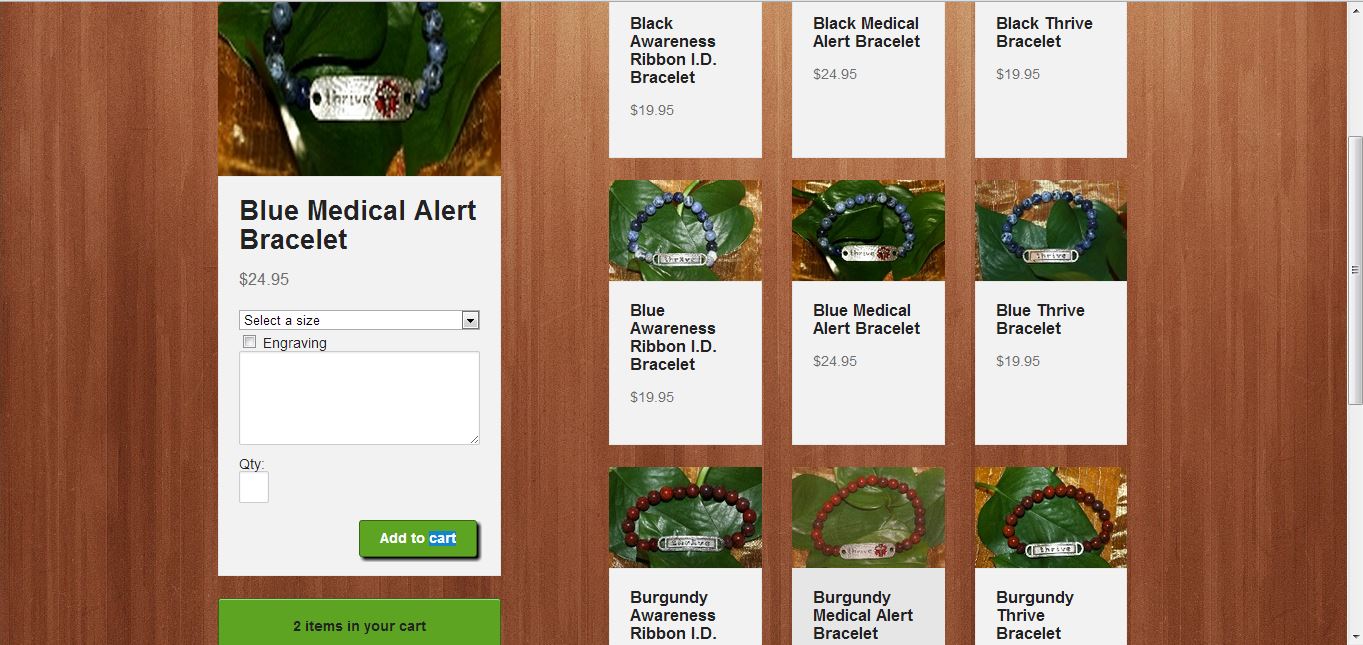 thrive
Blue Medical Alert
Bracelet
$24.95
Select a size
Engraving
Qty:
Add to cart
2 items in your cart
Black
Awareness
Ribbon I.D.
Bracelet
$19.95
Black Medical
Alert Bracelet
$24.95
Black Thrive
Bracelet
$19.95
thrive
Blue
Awareness
Ribbon I.D.
Bracelet
$19.95
thrive
Blue Medical
Alert Bracelet
$24.95
thrive
Blue Thrive
Bracelet
$19.95
thrive
Burgundy
Awareness
Ribbon I.D.
thrive
Burgundy
Medical Alert
Bracelet
thrive
Burgundy
Thrive
Bracelet